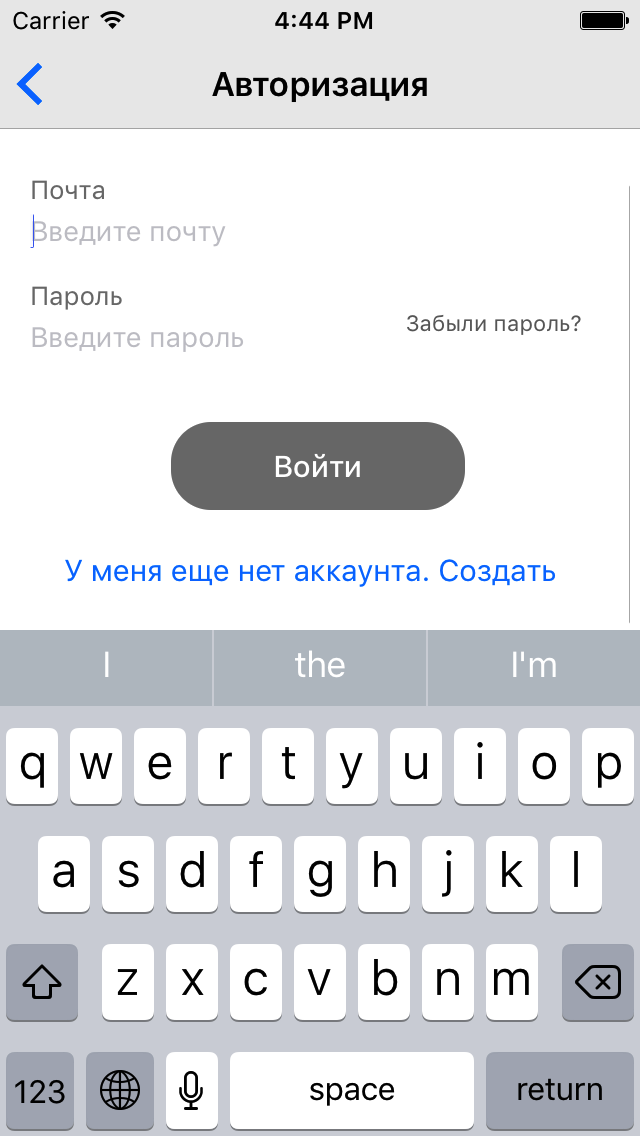 Carrier 4:44 PM
Авторизация
Почта
Введите почту
Пароль
Забыли пароль?
Введите пароль
Войти
У меня еще нет аккаунта. Создать
I the I'm
q w e r t y u i o p
a s d f g h j k l
z x c v b n m
123 space return